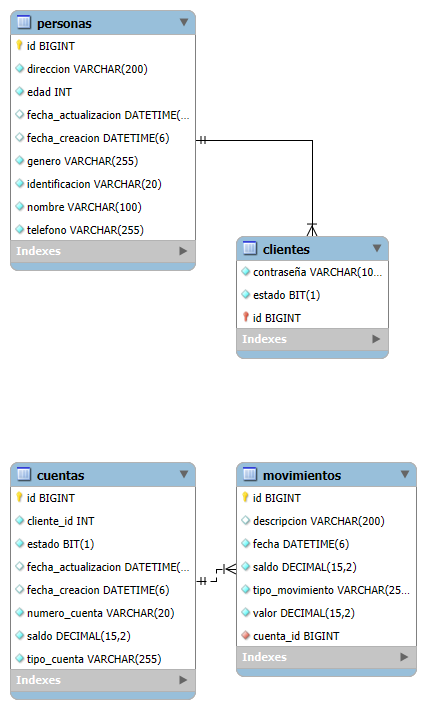 personas
id BIGINT
direccion VARCHAR(200)
edad INT
fecha_actualizacion DATETIME(...
fecha_creacion DATETIME(6)
genero VARCHAR(255)
identificacion VARCHAR(20)
nombre VARCHAR(100)
telefono VARCHAR(255)
Indexes
clientes
contraseña VARCHAR(10...
estado BIT(1)
id BIGINT
Indexes
cuentas
id BIGINT
cliente_id INT
estado BIT(1)
fecha_actualizacion DATETIME(...
fecha_creacion DATETIME(6)
numero_cuenta VARCHAR(20)
saldo DECIMAL(15,2)
tipo_cuenta VARCHAR(255)
Indexes
movimientos
id BIGINT
descripcion VARCHAR(200)
fecha DATETIME(6)
saldo DECIMAL(15,2)
tipo_movimiento VARCHAR(25...
valor DECIMAL(15,2)
cuenta_id BIGINT
Indexes